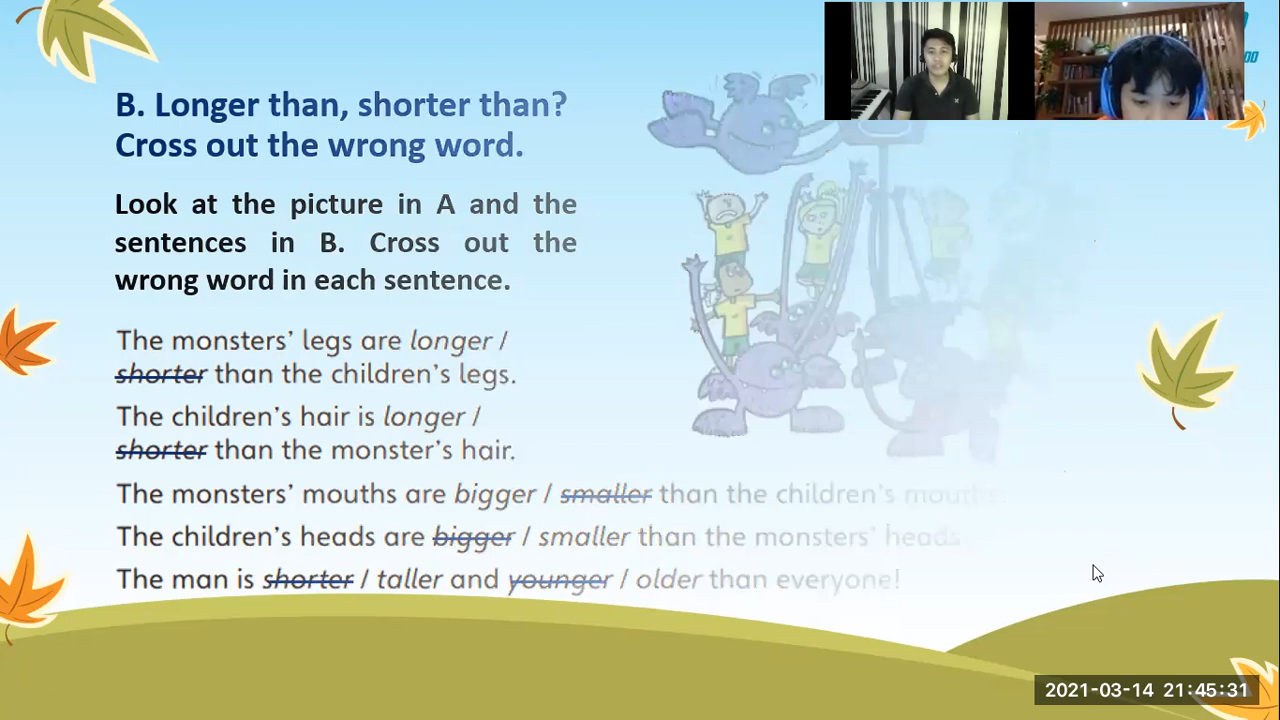 B. Longer than, shorter than?
Cross out the wrong word.
Look at the picture in A and the
sentences in B. Cross out the
wrong word in each sentence.
The monsters' legs are longer /
shorter than the children's legs.
The children's hair is longer /
shorter than the monster's hair.
The monsters' mouths are bigger / smaller than the children's mouths
The children's heads are bigger / smaller than the monsters' heads.
The man is shorter / taller and younger / older than everyone!
2021-03-14 21:45:31